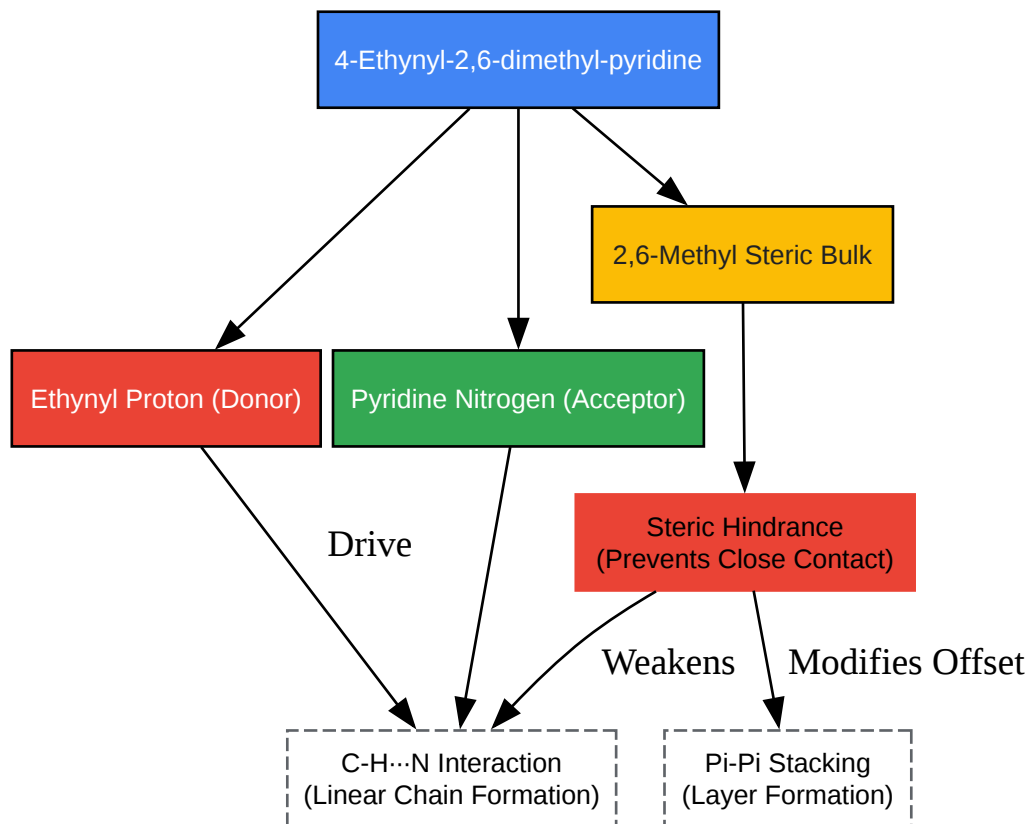 4-Ethynyl-2,6-dimethyl-pyridine
2,6-Methyl Steric Bulk
Ethynyl Proton (Donor)
Pyridine Nitrogen (Acceptor)
Steric Hindrance
(Prevents Close Contact)
Drive
Weakens
Modifies Offset
C-H···N Interaction
(Linear Chain Formation)
Pi-Pi Stacking
(Layer Formation)